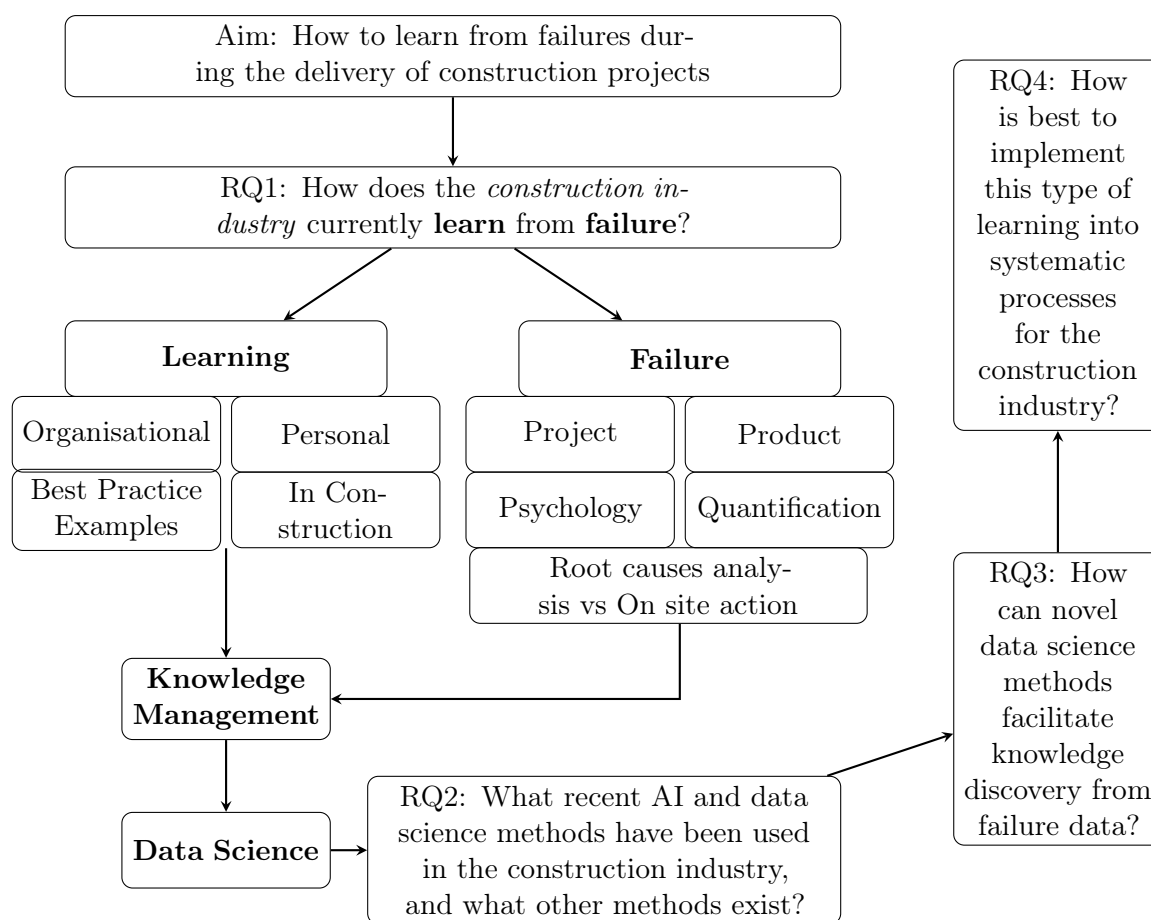 Aim: How to learn from failures dur-
ing the delivery of construction projects
RQ1: How does the construction in-
dustry currently learn from failure?
Learning
Organisational
Personal
Best Practice
Examples
In Con-
struction
Failure
Project
Product
Psychology
Quantification
Root causes analy-
sis vs On site action
Knowledge
Management
Data Science
RQ2: What recent AI and data
science methods have been used
in the construction industry,
and what other methods exist?
RQ3: How
can novel
data science
methods
facilitate
knowledge
discovery from
failure data?
RQ4: How
is best to
implement
this type of
learning into
systematic
processes
for the
construction
industry?